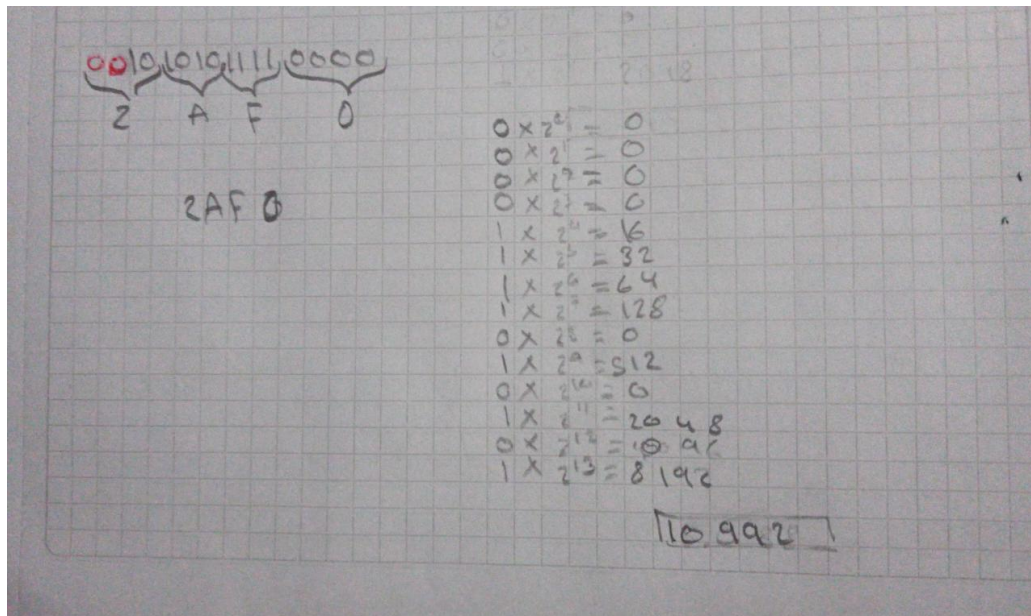 0010 1010 1111 0000
2 A F 0
2AF0
0 × 2⁰ = 0
0 × 2¹ = 0
0 × 2² = 0
0 × 2³ = 0
1 × 2⁴ = 16
1 × 2⁵ = 32
1 × 2⁶ = 64
1 × 2⁷ = 128
0 × 2⁸ = 0
1 × 2⁹ = 512
0 × 2¹⁰ = 0
1 × 2¹¹ = 2048
0 × 2¹² = 0
1 × 2¹³ = 8192
10.992